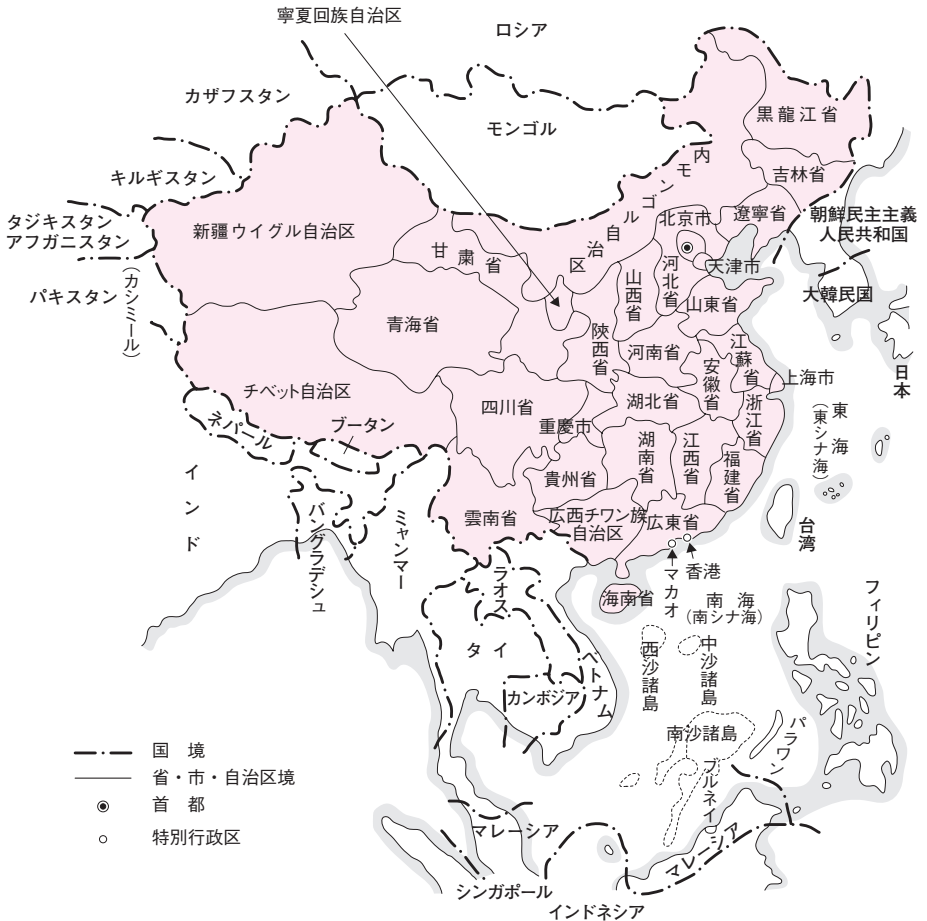 寧夏回族自治区
ロシア
カザフスタン
モンゴル
黒龍江省
内モンゴル自治区
吉林省
キルギスタン
タジキスタン
アフガニスタン
新疆ウイグル自治区
甘粛省
北京市
遼寧省
朝鮮民主主義
人民共和国
天津市
河北省
山西省
パキスタン
(カシミール)
大韓民国
山東省
青海省
陝西省
河南省
江蘇省
安徽省
日本
上海市
チベット自治区
四川省
重慶市
湖北省
浙江省
東海
(東シナ海)
ネパール
ブータン
湖南省
江西省
福建省
貴州省
インド
バングラデシュ
ミャンマー
雲南省
広西チワン族
自治区
広東省
台湾
香港
マカオ
ラオス
海南省
南海
(南シナ海)
フィリピン
タイ
ベトナム
西沙諸島
中沙諸島
カンボジア
南沙諸島
パラワン
ブルネイ
国境
省・市・自治区境
首都
特別行政区
マレーシア
マレーシア
シンガポール
インドネシア